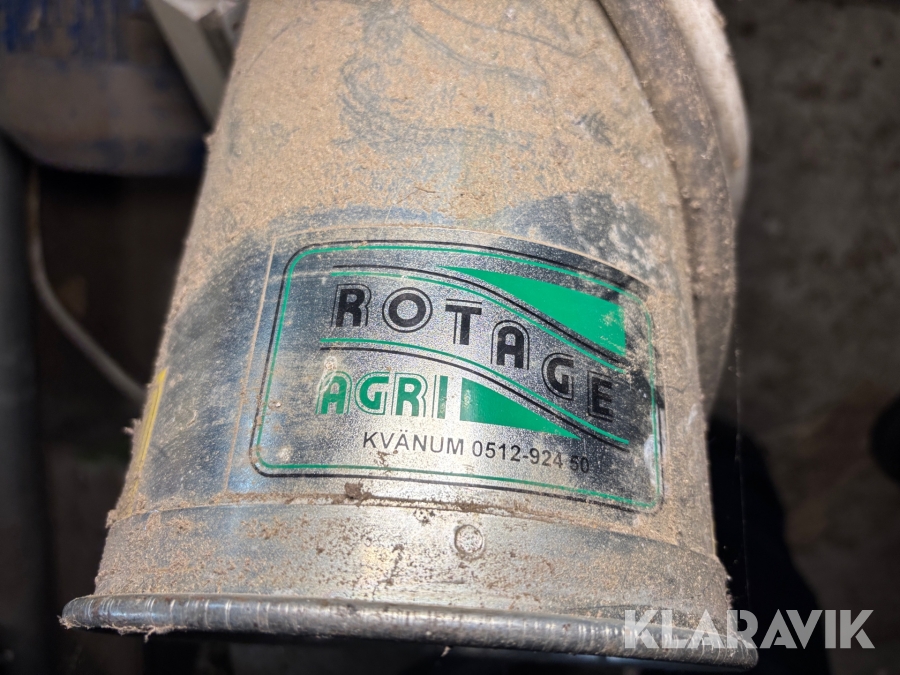 ROTAGE
AGRI
KVÄNUM 0512-924 50
KLARAVIK